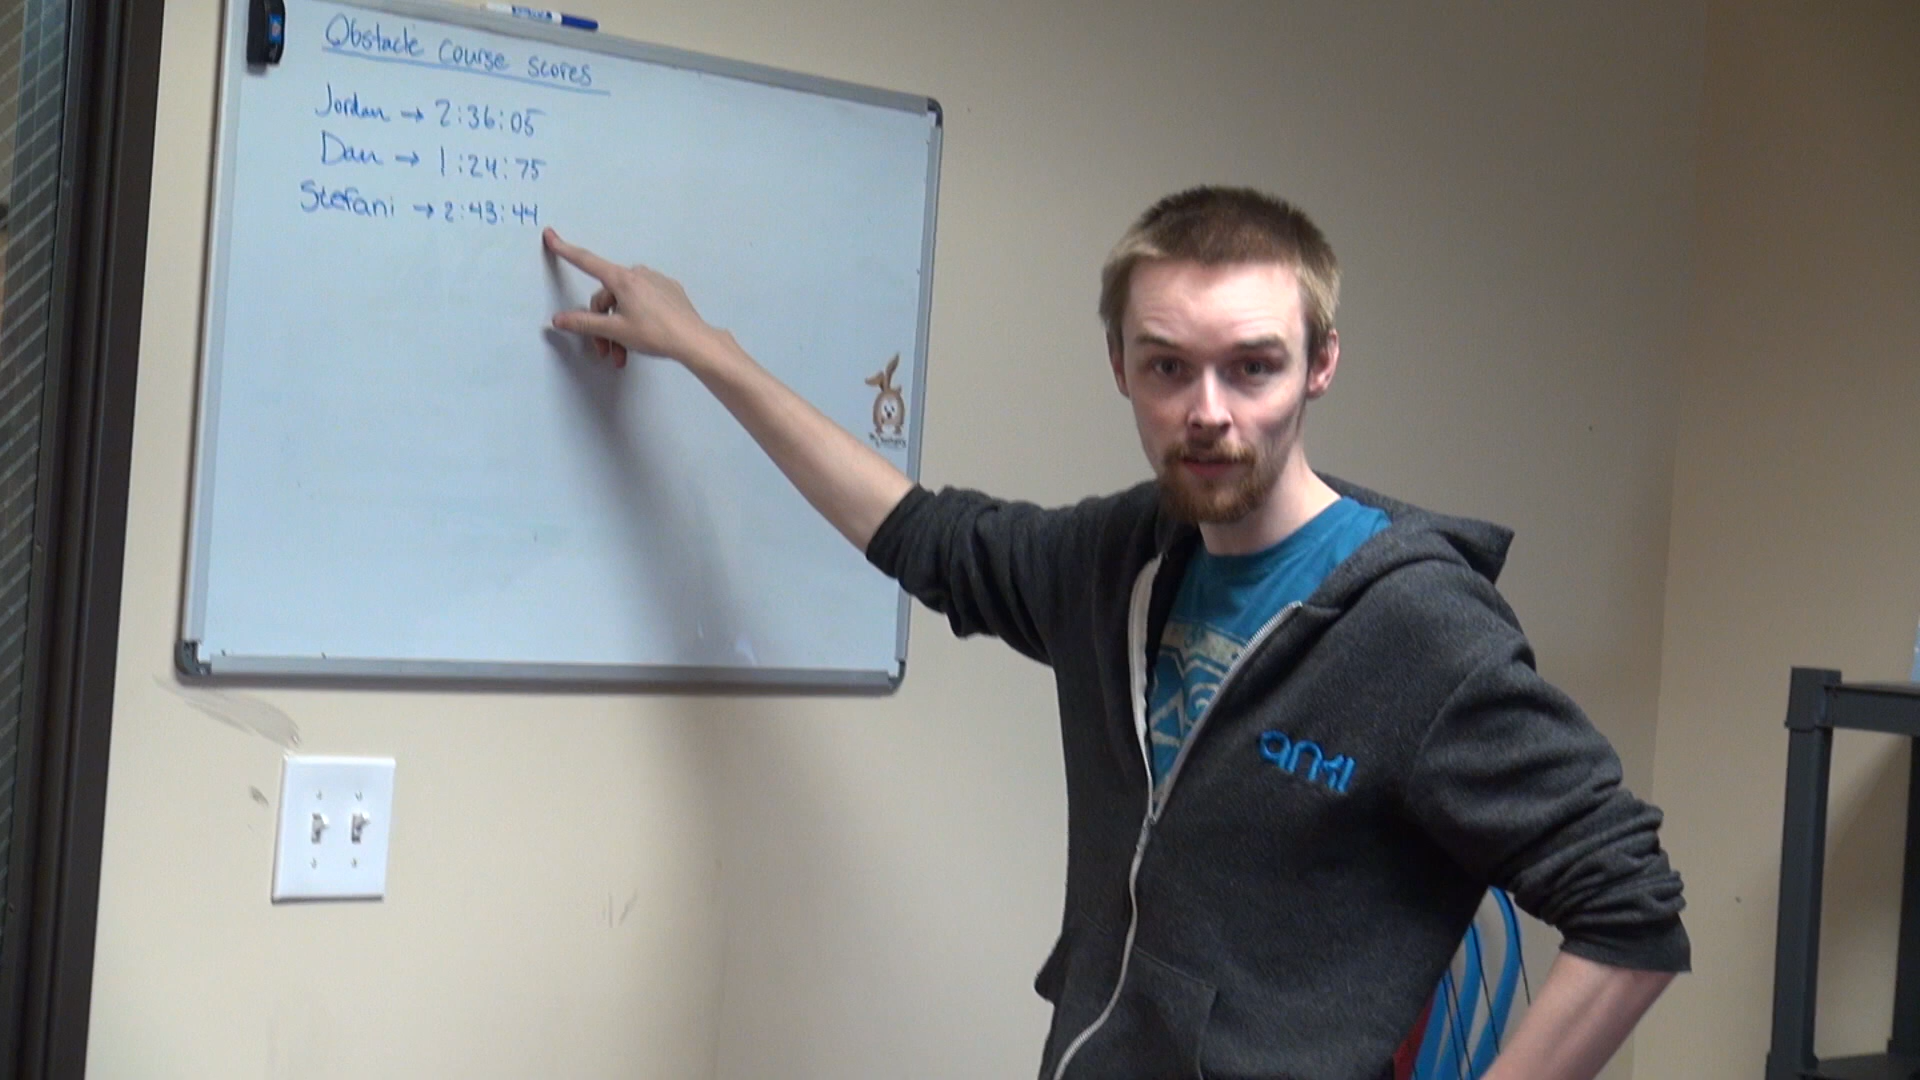 Obstacle course scores
Jordan → 2:36:05
Dan → 1:24:75
Stefani → 2:43:44
anki